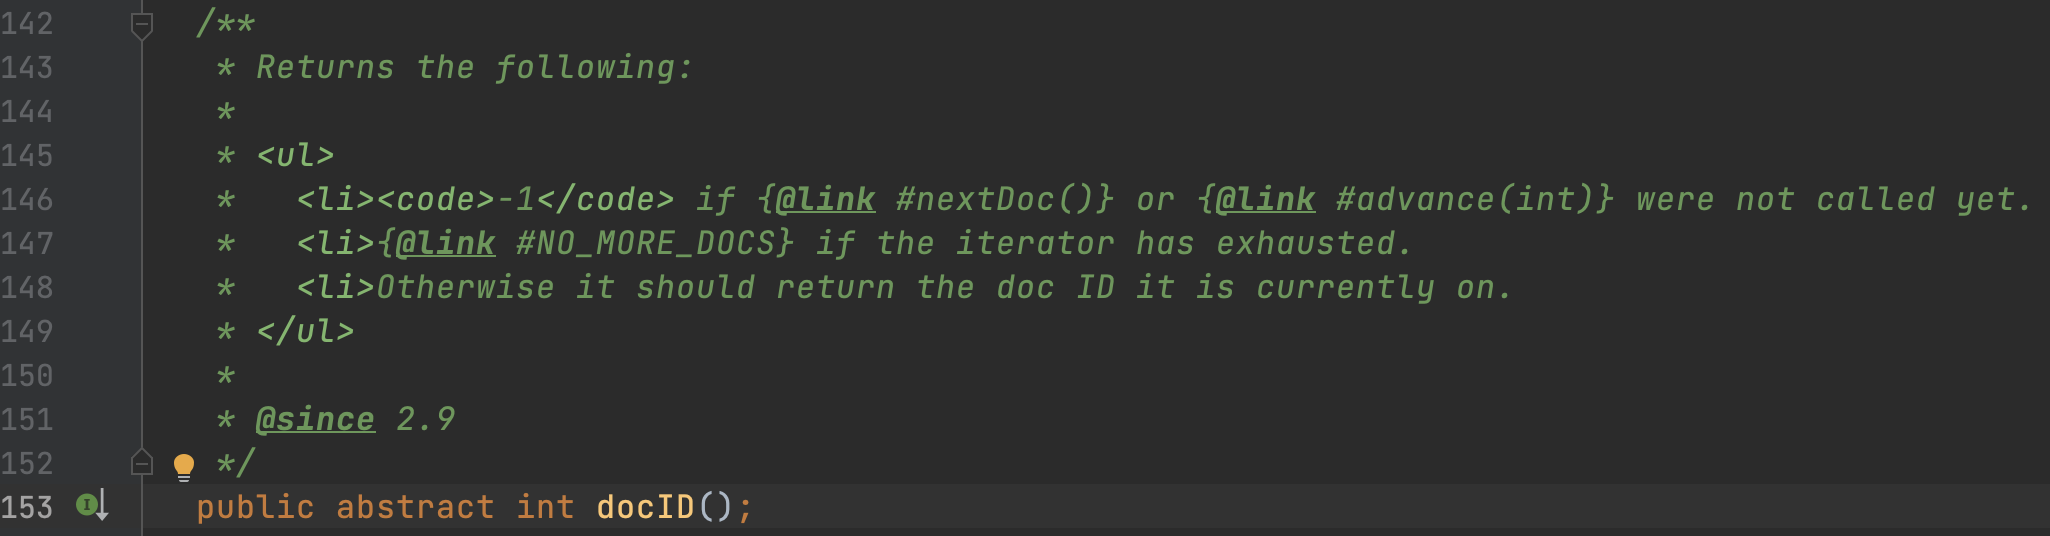 142 /**
143 * Returns the following:
144 *
145 * <ul>
146 *   <li><code>-1</code> if {@link #nextDoc()} or {@link #advance(int)} were not called yet.
147 *   <li>{@link #NO_MORE_DOCS} if the iterator has exhausted.
148 *   <li>Otherwise it should return the doc ID it is currently on.
149 * </ul>
150 *
151 * @since 2.9
152 */
153 public abstract int docID();